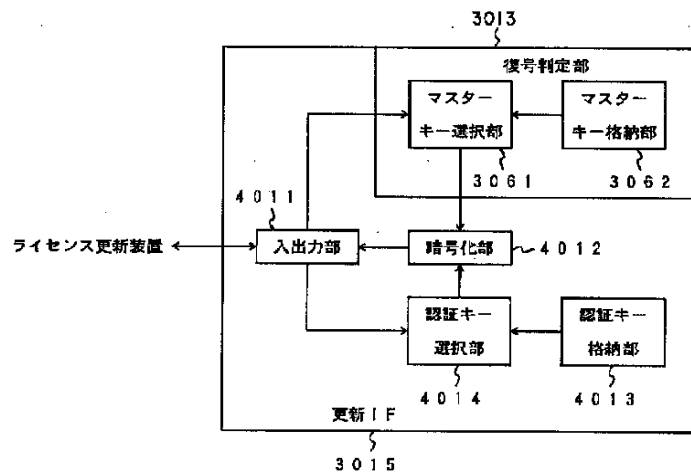 3013
復号判定部
マスター
キー選択部
マスター
キー格納部
3061
3062
4011
ライセンス更新装置
入出力部
暗号化部
4012
認証キー
選択部
認証キー
格納部
4014
4013
更新IF
3015